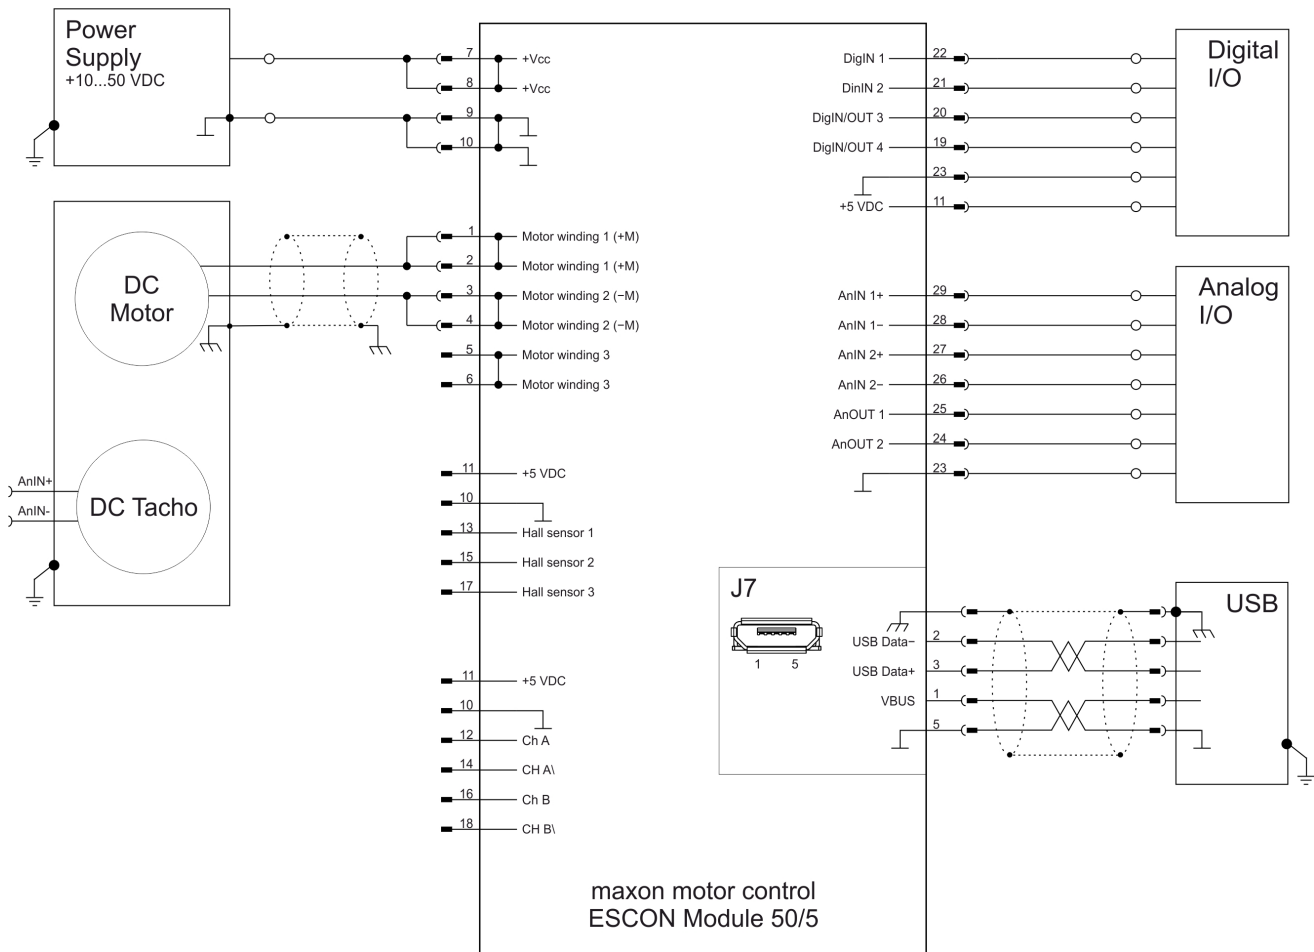 Power
Supply
+10...50 VDC
7 +Vcc
8 +Vcc
9
10
DC
Motor
1 Motor winding 1 (+M)
2 Motor winding 1 (+M)
3 Motor winding 2 (−M)
4 Motor winding 2 (−M)
5 Motor winding 3
6 Motor winding 3
AnIN+
AnIN-
DC Tacho
11 +5 VDC
10
13 Hall sensor 1
15 Hall sensor 2
17 Hall sensor 3
11 +5 VDC
10
12 Ch A
14 CH A\
16 Ch B
18 CH B\
DigIN 1 22
DinIN 2 21
DigIN/OUT 3 20
DigIN/OUT 4 19
23
+5 VDC 11
Digital
I/O
AnIN 1+ 29
AnIN 1− 28
AnIN 2+ 27
AnIN 2− 26
AnOUT 1 25
AnOUT 2 24
23
Analog
I/O
J7
1 5
USB Data− 2
USB Data+ 3
VBUS 1
5
USB
maxon motor control
ESCON Module 50/5